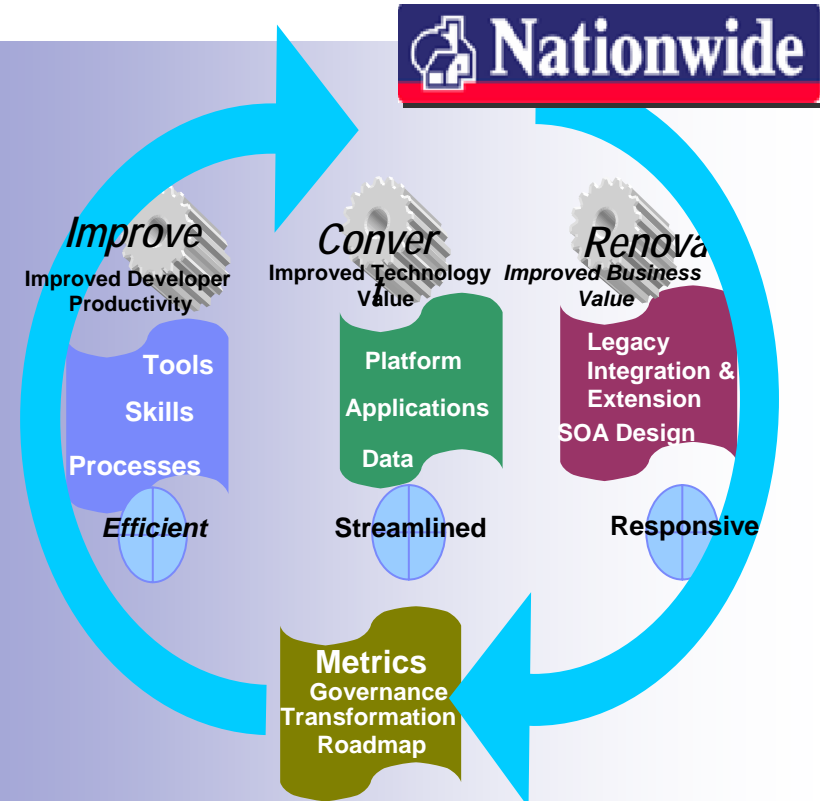 Nationwide
Improve
Improved Developer
Productivity
Tools
Skills
Processes
Efficient
Conver
t
Improved Technology
Value
Platform
Applications
Data
Streamlined
Renova
Improved Business
Value
Legacy
Integration &
Extension
SOA Design
Responsive
Metrics
Governance
Transformation
Roadmap